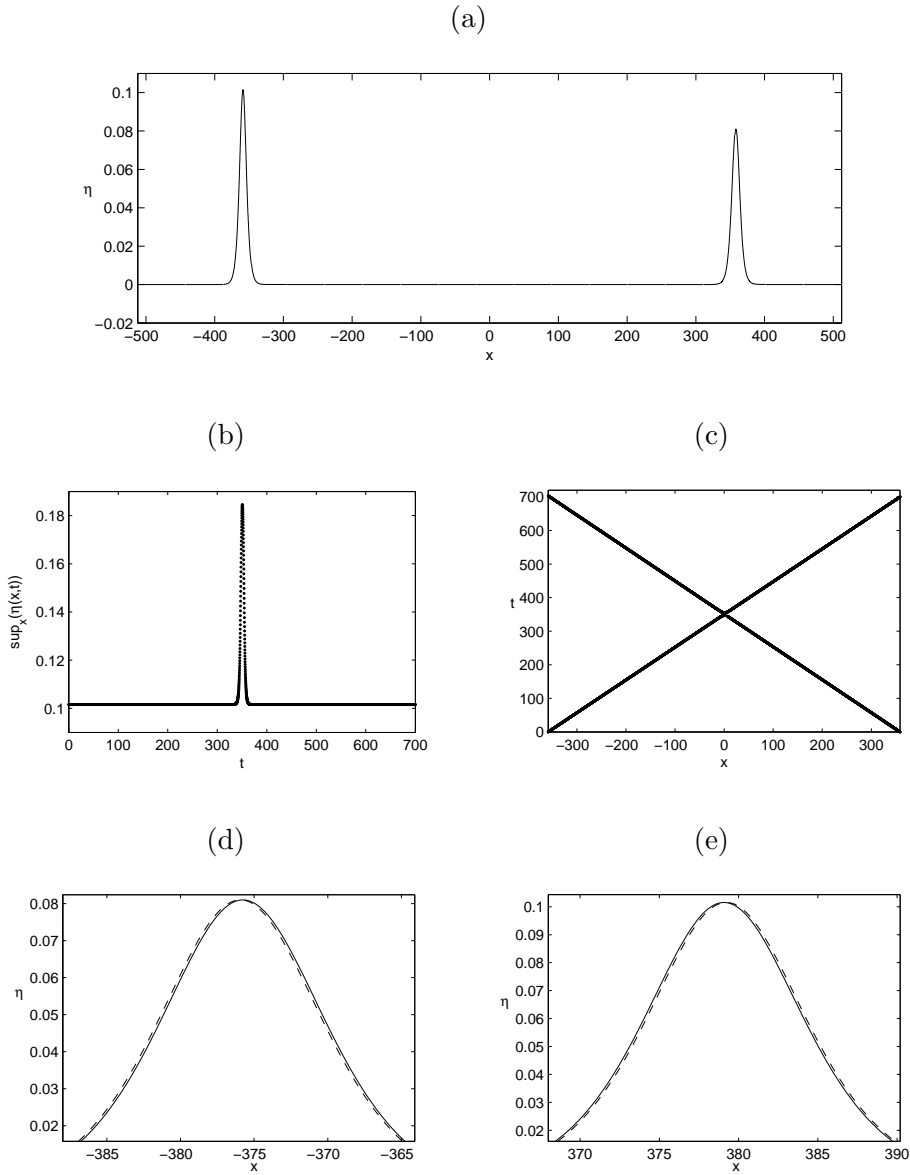 (a)
0.1
0.08
0.06
0.04
0.02
0
−0.02
η
−500 −400 −300 −200 −100 0 100 200 300 400 500
x
(b)
0.18
0.16
0.14
0.12
0.1
sup_x(η(x,t))
0 100 200 300 400 500 600 700
t
(c)
700
600
500
400
300
200
100
0
t
−300 −200 −100 0 100 200 300
x
(d)
0.08
0.07
0.06
0.05
0.04
0.03
0.02
η
−385 −380 −375 −370 −365
x
(e)
0.1
0.09
0.08
0.07
0.06
0.05
0.04
0.03
0.02
η
370 375 380 385 390
x